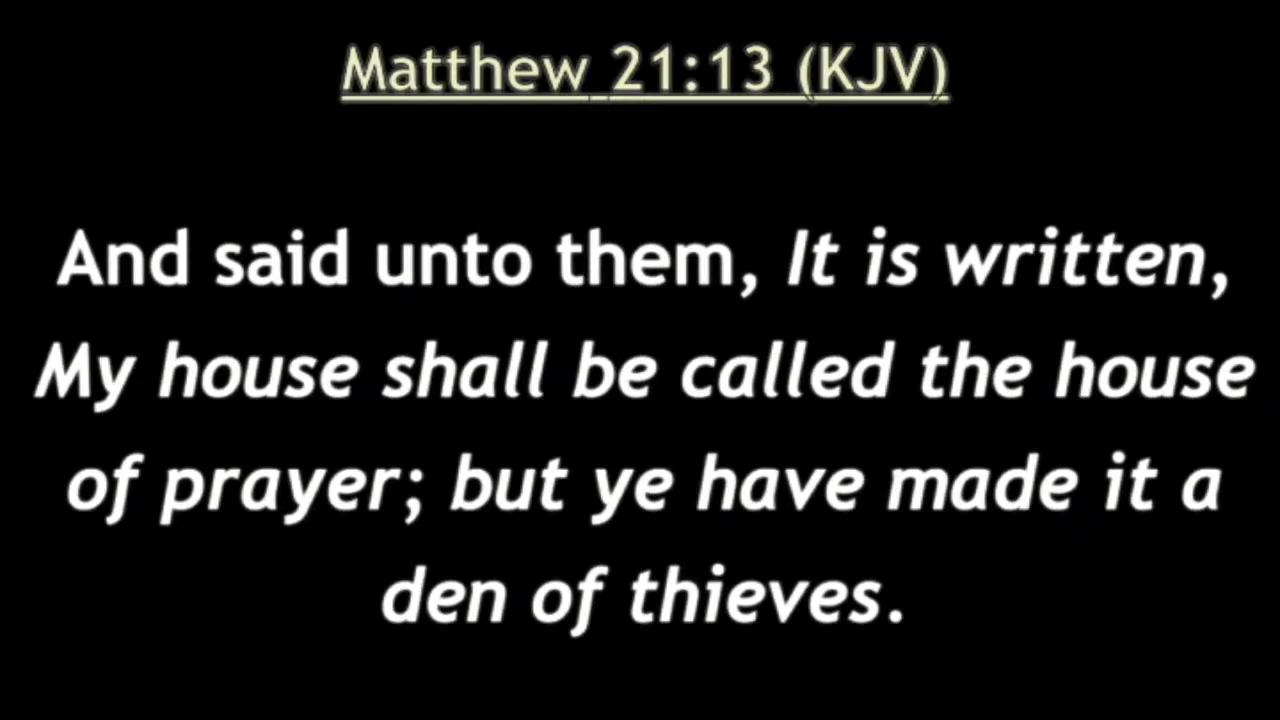 Matthew 21:13 (KJV)
And said unto them, It is written,
My house shall be called the house
of prayer; but ye have made it a
den of thieves.